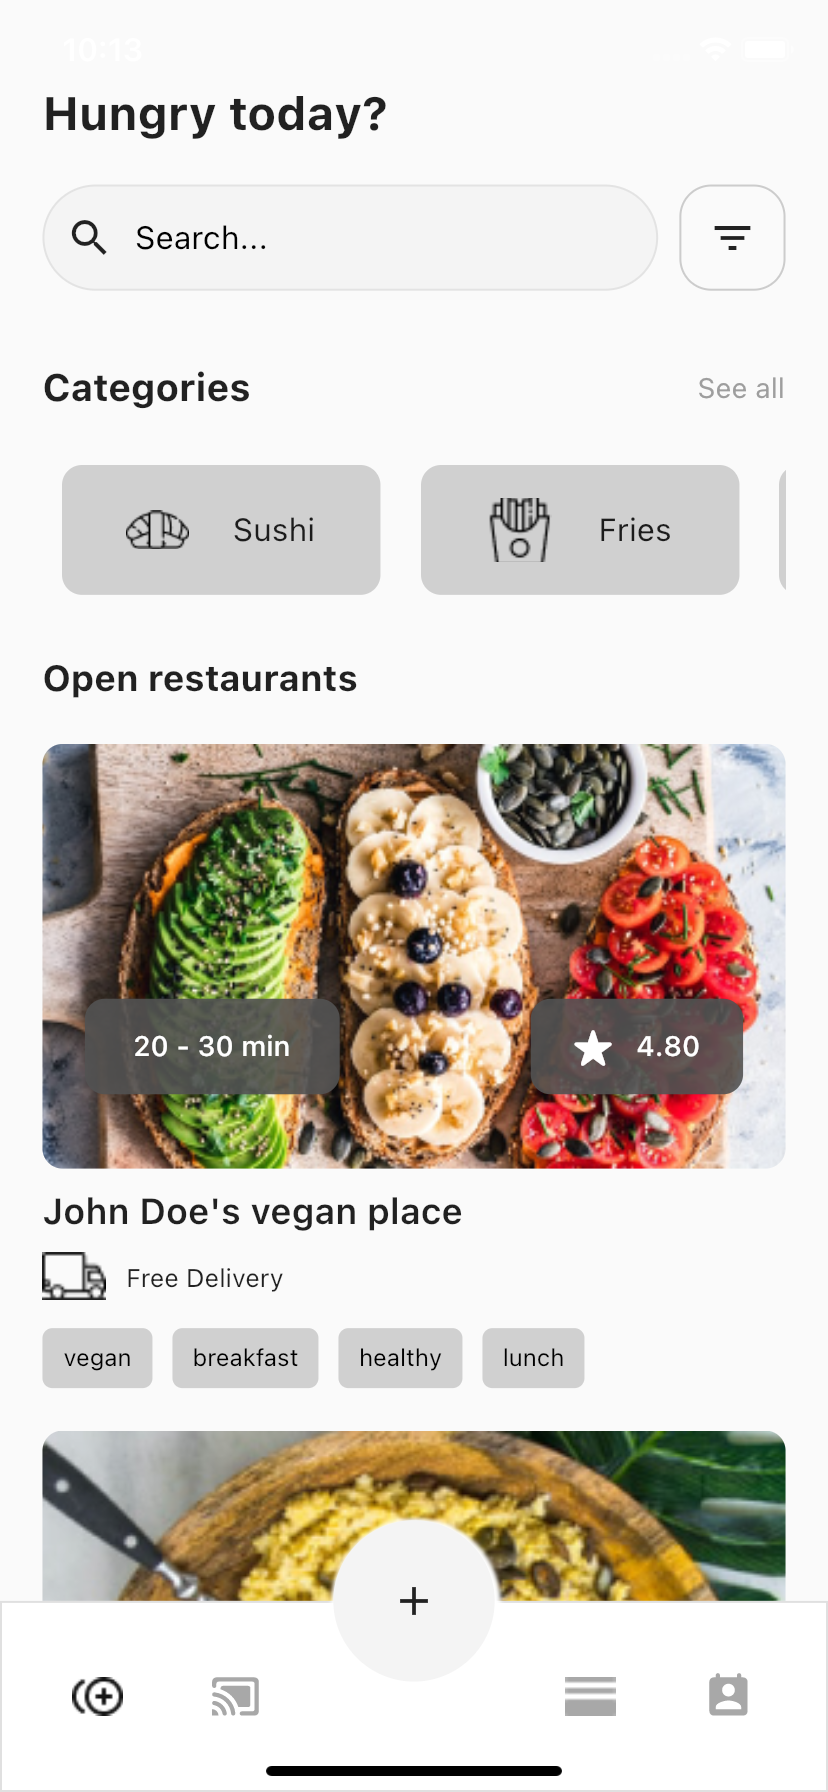 10:13
Hungry today?
Search...
Categories
See all
Sushi
Fries
Open restaurants
20 - 30 min
4.80
John Doe's vegan place
Free Delivery
vegan
breakfast
healthy
lunch